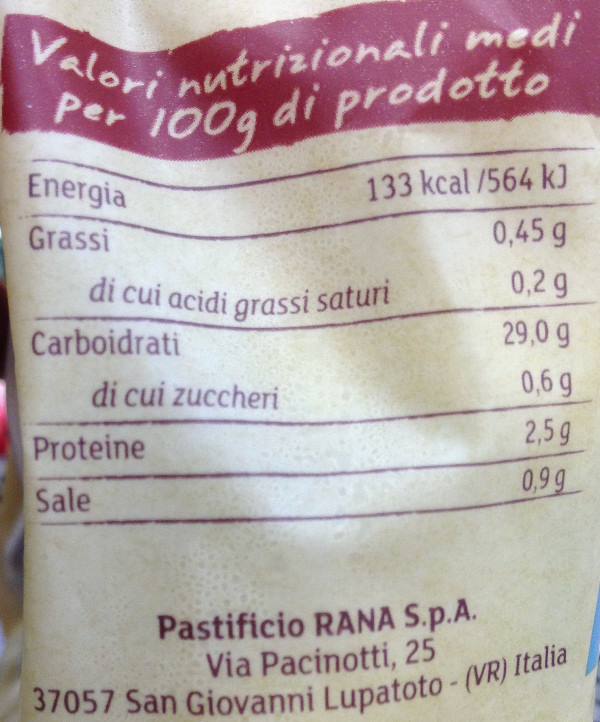 Valori nutrizionali medi
per 100g di prodotto
Energia 133 kcal /564 kJ
Grassi 0,45 g
di cui acidi grassi saturi 0,2 g
Carboidrati 29,0 g
di cui zuccheri 0,6 g
Proteine 2,5 g
Sale 0,9 g
Pastificio RANA S.p.A.
Via Pacinotti, 25
37057 San Giovanni Lupatoto - (VR) Italia